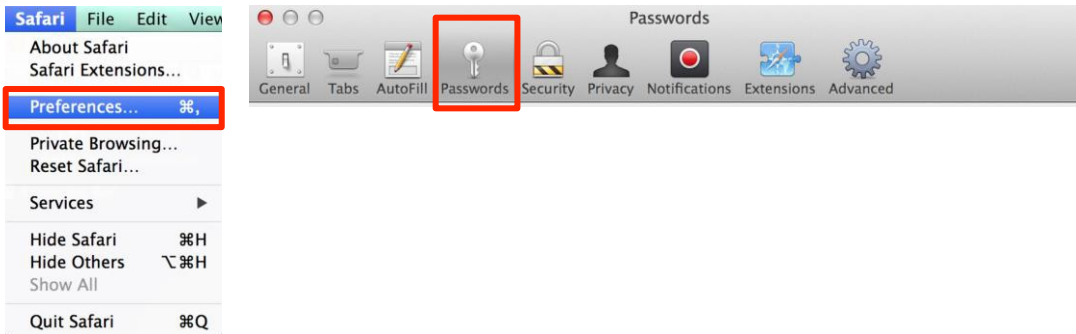 Safari File Edit View
About Safari
Safari Extensions...
Preferences... ⌘,
Private Browsing...
Reset Safari...
Services ▶
Hide Safari ⌘H
Hide Others ⌥⌘H
Show All
Quit Safari ⌘Q
Passwords
General Tabs AutoFill Passwords Security Privacy Notifications Extensions Advanced